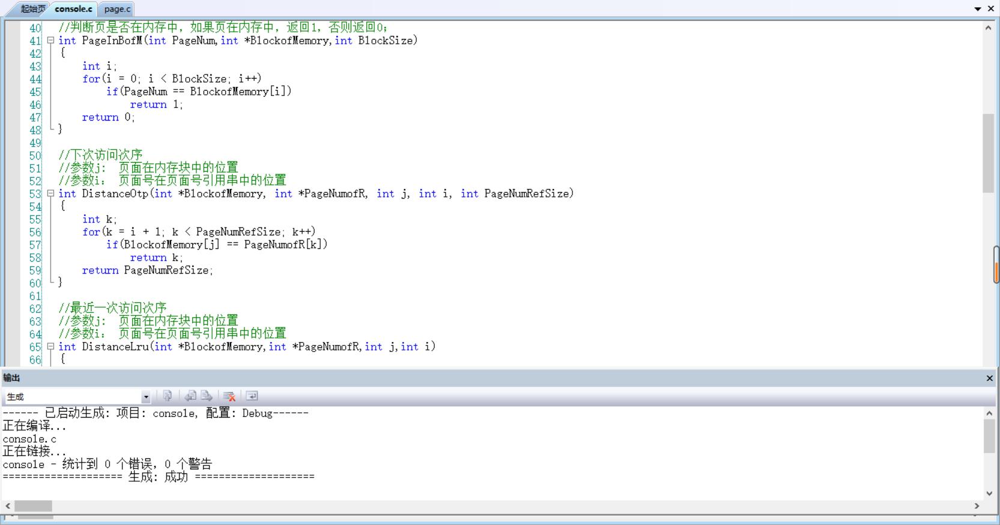 起始页 console.c page.c
40 //判断页是否在内存中，如果页在内存中，返回1，否则返回0；
41 int PageInBofM(int PageNum,int *BlockofMemory,int BlockSize)
42 {
43     int i;
44     for(i = 0; i < BlockSize; i++)
45         if(PageNum == BlockofMemory[i])
46             return 1;
47     return 0;
48 }
49
50 //下次访问次序
51 //参数j： 页面在内存块中的位置
52 //参数i： 页面号在页面号引用串中的位置
53 int DistanceOtp(int *BlockofMemory, int *PageNumofR, int j, int i, int PageNumRefSize)
54 {
55     int k;
56     for(k = i + 1; k < PageNumRefSize; k++)
57         if(BlockofMemory[j] == PageNumofR[k])
58             return k;
59     return PageNumRefSize;
60 }
61
62 //最近一次访问次序
63 //参数j： 页面在内存块中的位置
64 //参数i： 页面号在页面号引用串中的位置
65 int DistanceLru(int *BlockofMemory,int *PageNumofR,int j,int i)
66 {
输出
生成
------ 已启动生成: 项目: console, 配置: Debug------
正在编译...
console.c
正在链接...
console - 统计到 0 个错误，0 个警告
==================== 生成: 成功 ====================